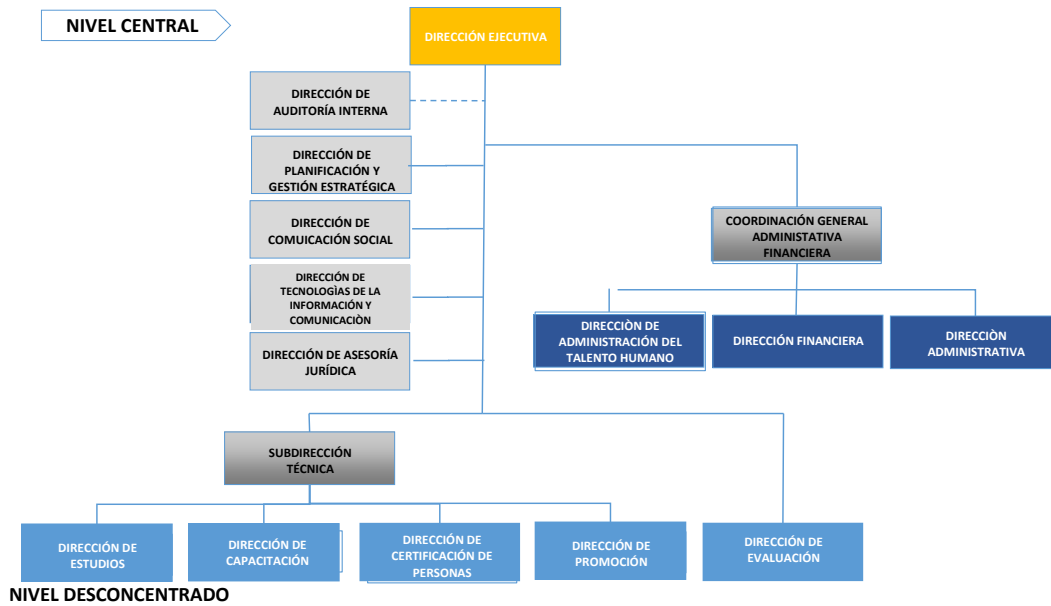 NIVEL CENTRAL
DIRECCIÓN EJECUTIVA
DIRECCIÓN DE
AUDITORÍA INTERNA
DIRECCIÓN DE
PLANIFICACIÓN Y
GESTIÓN ESTRATÉGICA
DIRECCIÓN DE
COMUICACIÓN SOCIAL
DIRECCIÓN DE
TECNOLOGÌAS DE LA
INFORMACIÓN Y
COMUNICACIÒN
DIRECCIÓN DE ASESORÍA
JURÍDICA
COORDINACIÓN GENERAL
ADMINISTATIVA
FINANCIERA
DIRECCIÒN DE
ADMINISTRACIÓN DEL
TALENTO HUMANO
DIRECCIÓN FINANCIERA
DIRECCIÒN
ADMINISTRATIVA
SUBDIRECCIÓN
TÉCNICA
DIRECCIÓN DE
ESTUDIOS
DIRECCIÓN DE
CAPACITACIÓN
DIRECCIÓN DE
CERTIFICACIÓN DE
PERSONAS
DIRECCIÓN DE
PROMOCIÓN
DIRECCIÓN DE
EVALUACIÓN
NIVEL DESCONCENTRADO